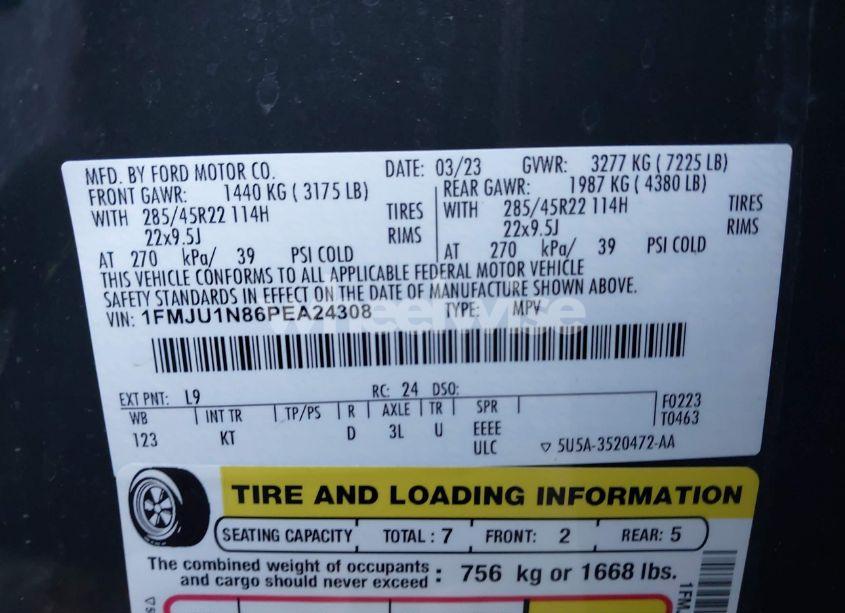 MFD. BY FORD MOTOR CO. DATE: 03/23 GVWR: 3277 KG ( 7225 LB)
FRONT GAWR: 1440 KG ( 3175 LB) REAR GAWR: 1987 KG ( 4380 LB)
WITH 285/45R22 114H TIRES WITH 285/45R22 114H TIRES
22x9.5J RIMS 22x9.5J RIMS
AT 270 kPa/ 39 PSI COLD AT 270 kPa/ 39 PSI COLD
THIS VEHICLE CONFORMS TO ALL APPLICABLE FEDERAL MOTOR VEHICLE
SAFETY STANDARDS IN EFFECT ON THE DATE OF MANUFACTURE SHOWN ABOVE.
VIN: 1FMJU1N86PEA24308 TYPE: MPV
wheelwise
EXT PNT: L9 RC: 24 DSO: F0223
WB INT TR TP/PS R AXLE TR SPR T0463
123 KT D 3L U EEEE
ULC ▽ 5U5A-3520472-AA
TIRE AND LOADING INFORMATION
SEATING CAPACITY TOTAL : 7 FRONT: 2 REAR: 5
The combined weight of occupants
and cargo should never exceed : 756 kg or 1668 lbs.
1FM